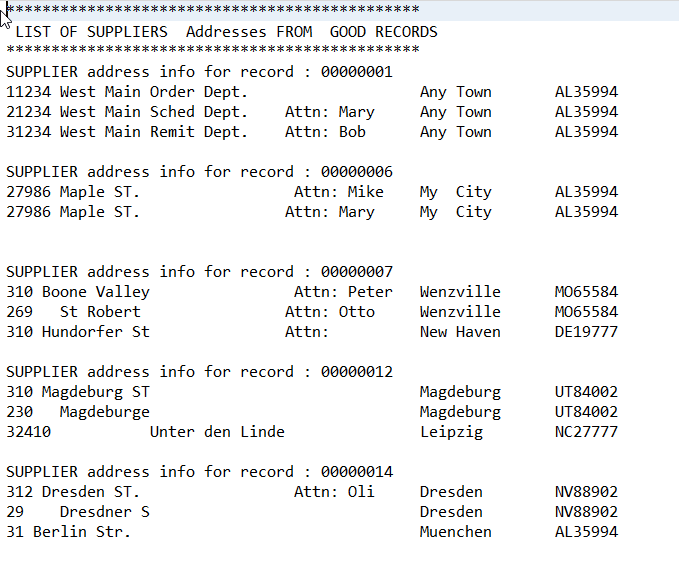 **********************************************
 LIST OF SUPPLIERS  Addresses FROM  GOOD RECORDS
**********************************************
SUPPLIER address info for record : 00000001
11234 West Main Order Dept.                   Any Town       AL35994
21234 West Main Sched Dept.    Attn: Mary     Any Town       AL35994
31234 West Main Remit Dept.    Attn: Bob      Any Town       AL35994

SUPPLIER address info for record : 00000006
27986 Maple ST.                 Attn: Mike    My  City       AL35994
27986 Maple ST.                Attn: Mary     My  City       AL35994

SUPPLIER address info for record : 00000007
310 Boone Valley                Attn: Peter   Wenzville      MO65584
269   St Robert                Attn: Otto     Wenzville      MO65584
310 Hundorfer St               Attn:          New Haven      DE19777

SUPPLIER address info for record : 00000012
310 Magdeburg ST                              Magdeburg      UT84002
230   Magdeburge                              Magdeburg      UT84002
32410           Unter den Linde               Leipzig        NC27777

SUPPLIER address info for record : 00000014
312 Dresden ST.                 Attn: Oli     Dresden        NV88902
29    Dresdner S                              Dresden        NV88902
31 Berlin Str.                                Muenchen       AL35994